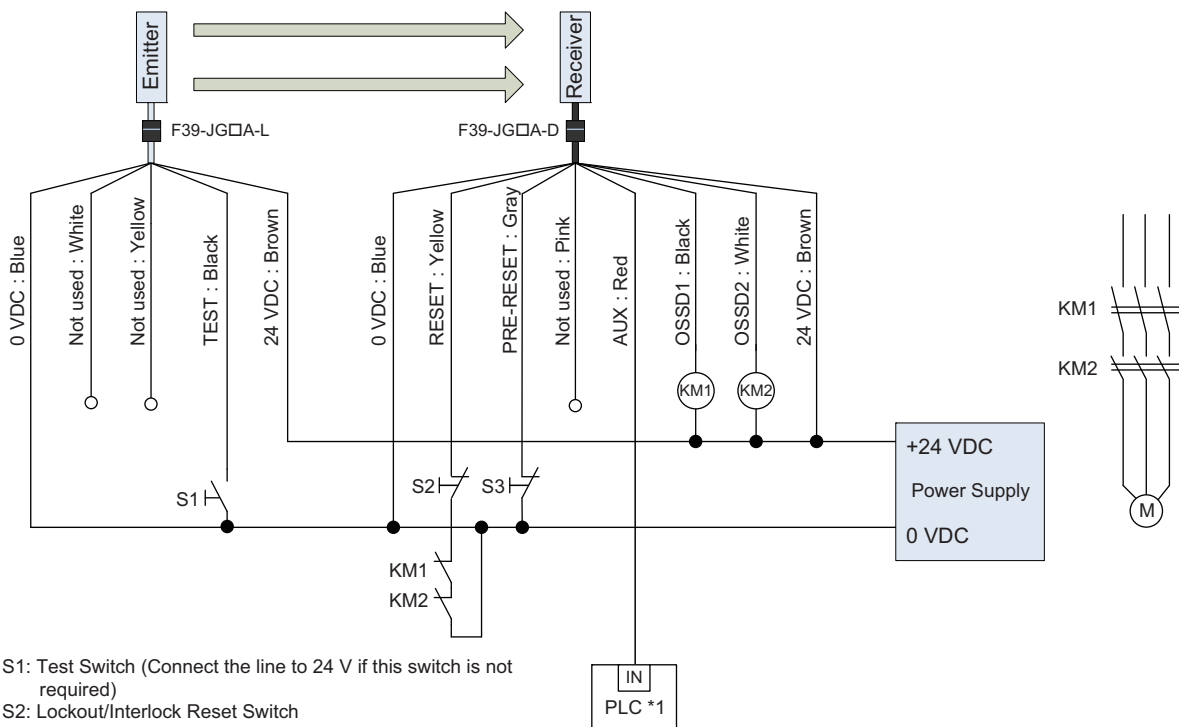 Emitter
Receiver
F39-JG□A-L
F39-JG□A-D
0 VDC : Blue
Not used : White
Not used : Yellow
TEST : Black
24 VDC : Brown
0 VDC : Blue
RESET : Yellow
PRE-RESET : Gray
Not used : Pink
AUX : Red
OSSD1 : Black
OSSD2 : White
24 VDC : Brown
KM1
KM2
KM1
KM2
M
+24 VDC
Power Supply
0 VDC
S1
S2
S3
KM1
KM2
IN
PLC *1
S1: Test Switch (Connect the line to 24 V if this switch is not
required)
S2: Lockout/Interlock Reset Switch